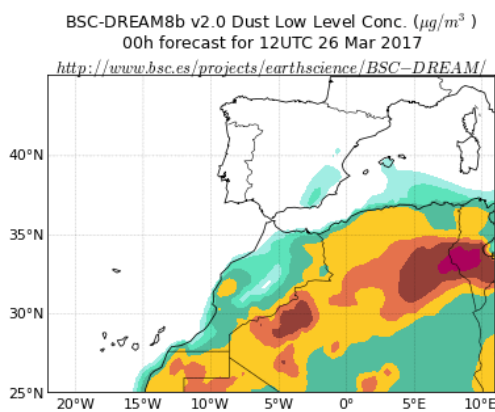 BSC-DREAM8b v2.0 Dust Low Level Conc. (μg/m³ )
00h forecast for 12UTC 26 Mar 2017
http://www.bsc.es/projects/earthscience/BSC−DREAM/
40°N
35°N
30°N
25°N
20°W 15°W 10°W 5°W 0°E 5°E 10°E